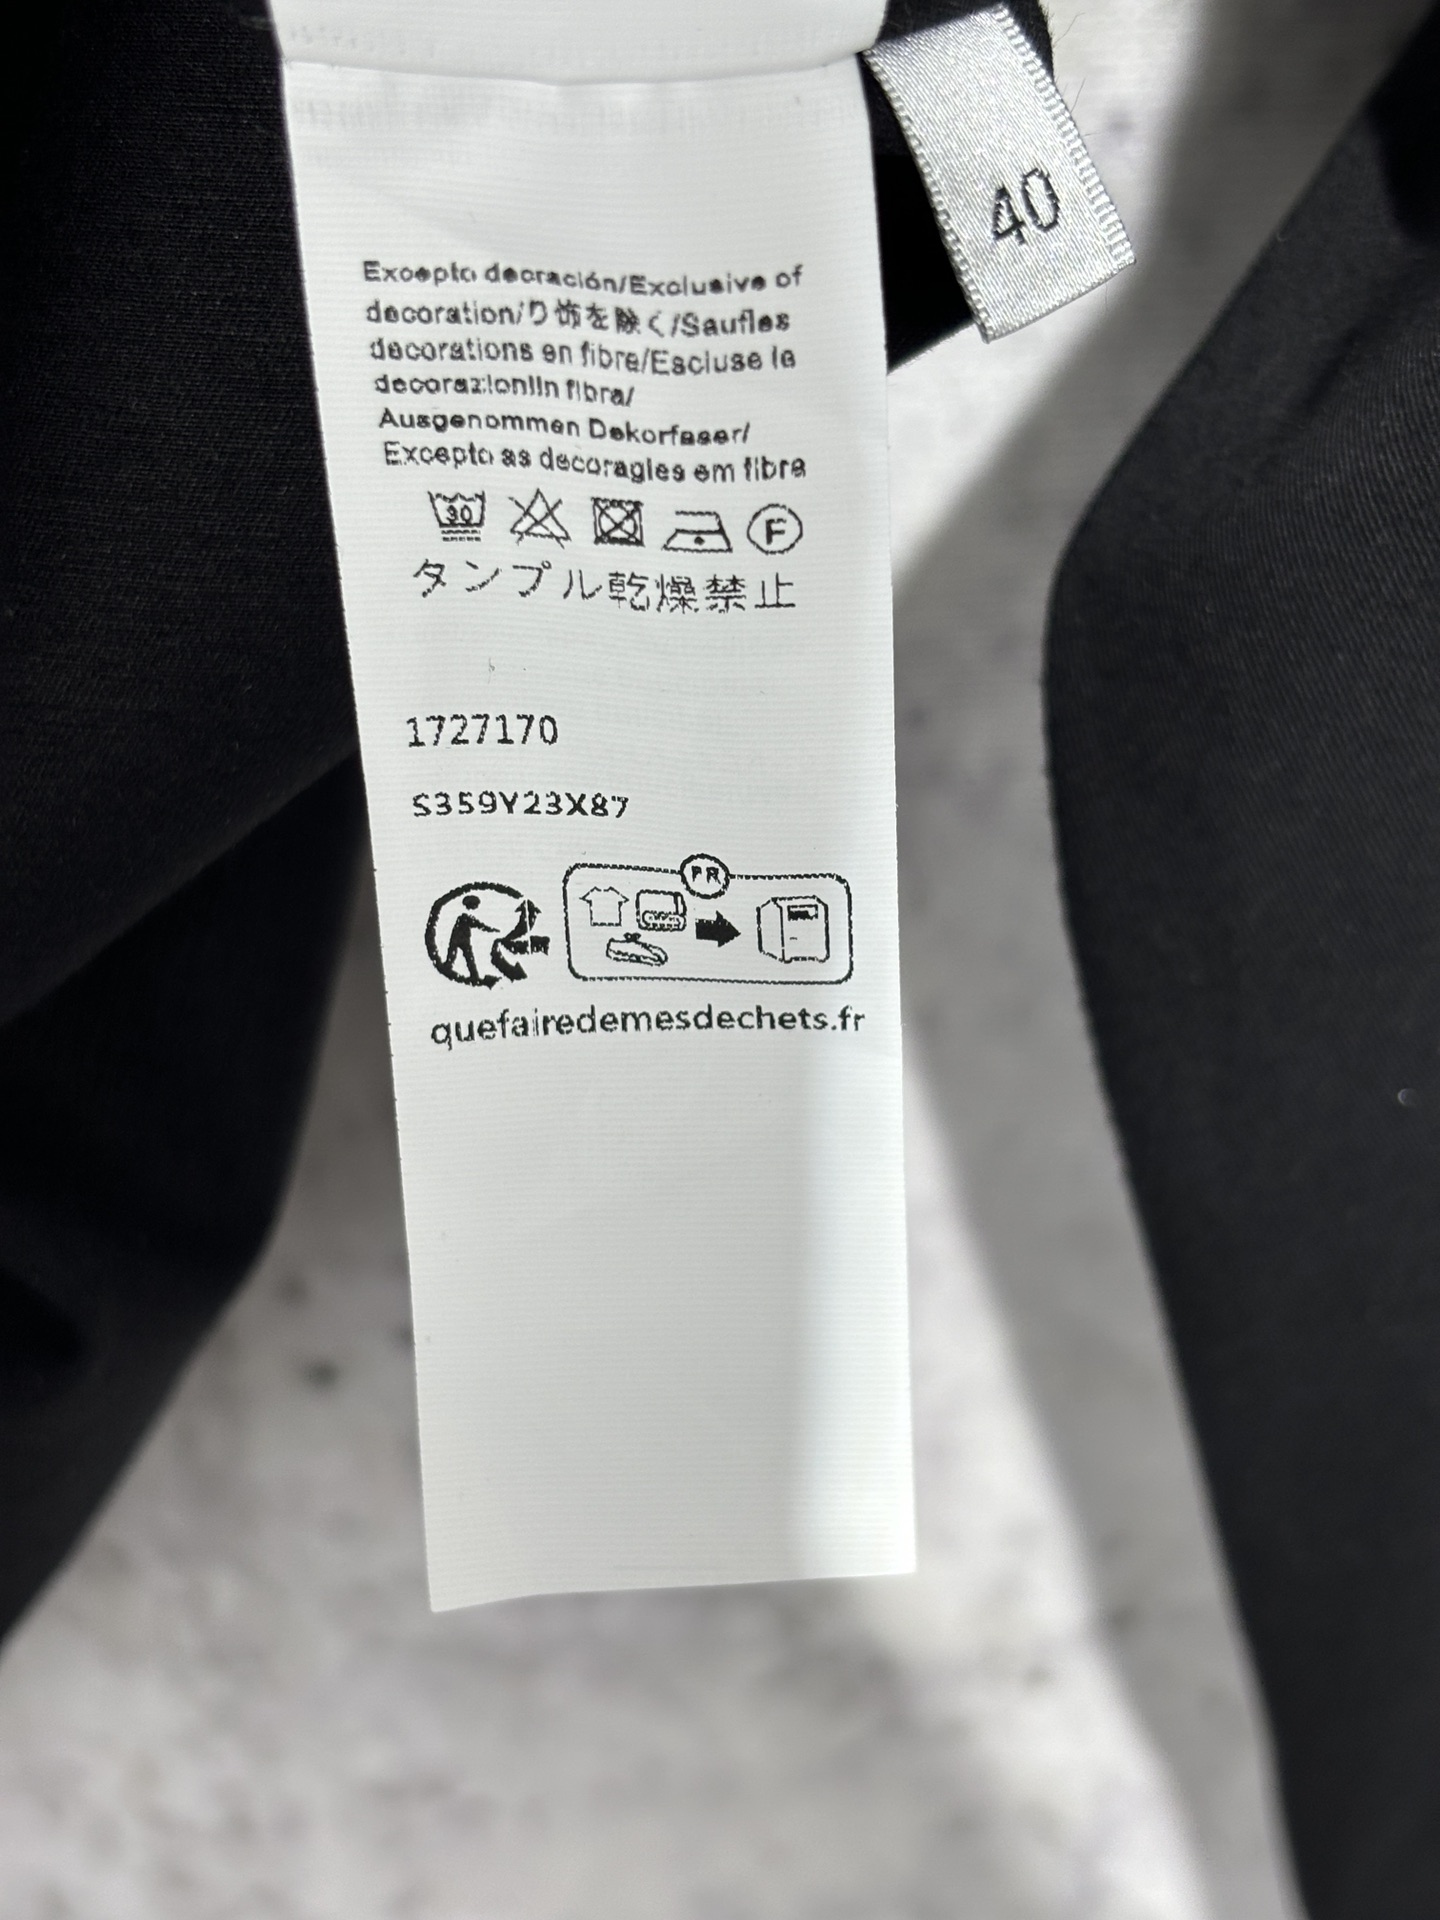 40
Excepto decración/Exclusive of
decoration/り饰を除く/Saufles
decorations en fibre/Escluse le
decorazioniIn fibra/
Ausgenommen Dekorfaser/
Excepto as decoragles em fibra
30
F
タンプル乾燥禁止
1727170
S359Y23X87
FR
quefairedemesdechets.fr